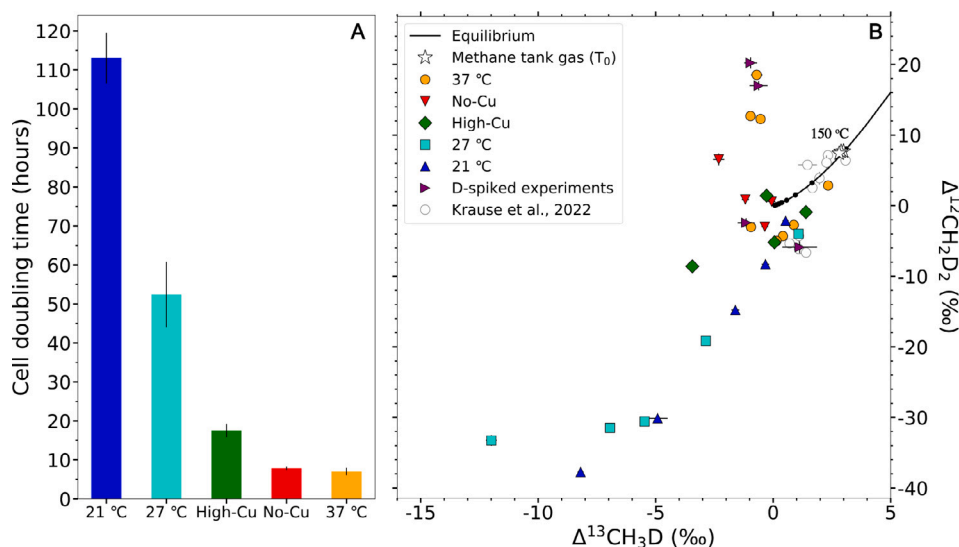 A
Cell doubling time (hours)
120
110
100
90
80
70
60
50
40
30
20
10
0
21 °C 27 °C High-Cu No-Cu 37 °C
B
Equilibrium
Methane tank gas (T₀)
37 °C
No-Cu
High-Cu
27 °C
21 °C
D-spiked experiments
Krause et al., 2022
150 °C
20
10
0
−10
−20
−30
−40
Δ¹²CH₂D₂ (‰)
−15 −10 −5 0 5
Δ¹³CH₃D (‰)